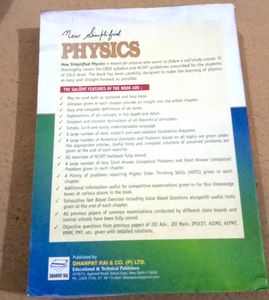 New Simplified
PHYSICS
New Simplified Physics is meant for anyone who wants to follow a self-study course. It
thoroughly covers the CBSE syllabus and NCERT guidelines prescribed for the students
of XIIth level. The book has been carefully designed to make the learning of physics
as easy and straight forward as possible.
THE SALIENT FEATURES OF THE BOOK ARE :
May be used both as textbook and help book.
Glimpses given in each chapter provide an insight into the entire chapter.
Easy and complete definitions of all terms.
Explanations of all concepts in full depth and detail.
Simplest and shortest derivations of all theoretical principles.
Simple, lucid and easily understandable language.
A large number of neat, explicit and well-labelled illustrative diagrams.
A large number of Numerical Examples and Problems based on all topics are given under
the appropriate articles. Useful hints and complete solutions of unsolved problems are
given at the end of each exercise.
All exercises of NCERT textbook fully solved.
A large number of Very Short Answer Conceptual Problems and Short Answer Conceptual
Problems given in each chapter.
A Plenty of problems requiring Higher Order Thinking Skills (HOTS) given in each
chapter.
Additional information useful for competitive examinations given in For Your Knowledge
boxes at various places in the book.
Exhaustive Text Based Exercises including Value Based Questions alongwith useful hints
given at the end of each chapter.
All previous papers of common examinations conducted by different state boards and
central schools have been fully solved.
Objective questions from previous papers of JEE Adv., JEE Main, IPUCET, AIIMS, AIPMT,
etc. given with detailed solutions.
Published by :
DHANPAT RAI & CO. (P) LTD.
Educational & Technical Publishers
DHANPAT RAI